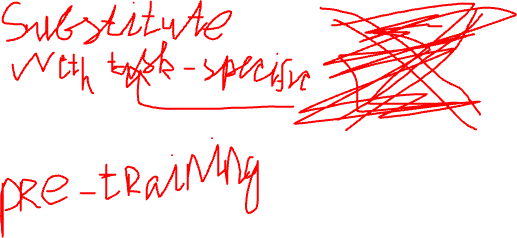 Substitute
with task-specific
pre-training